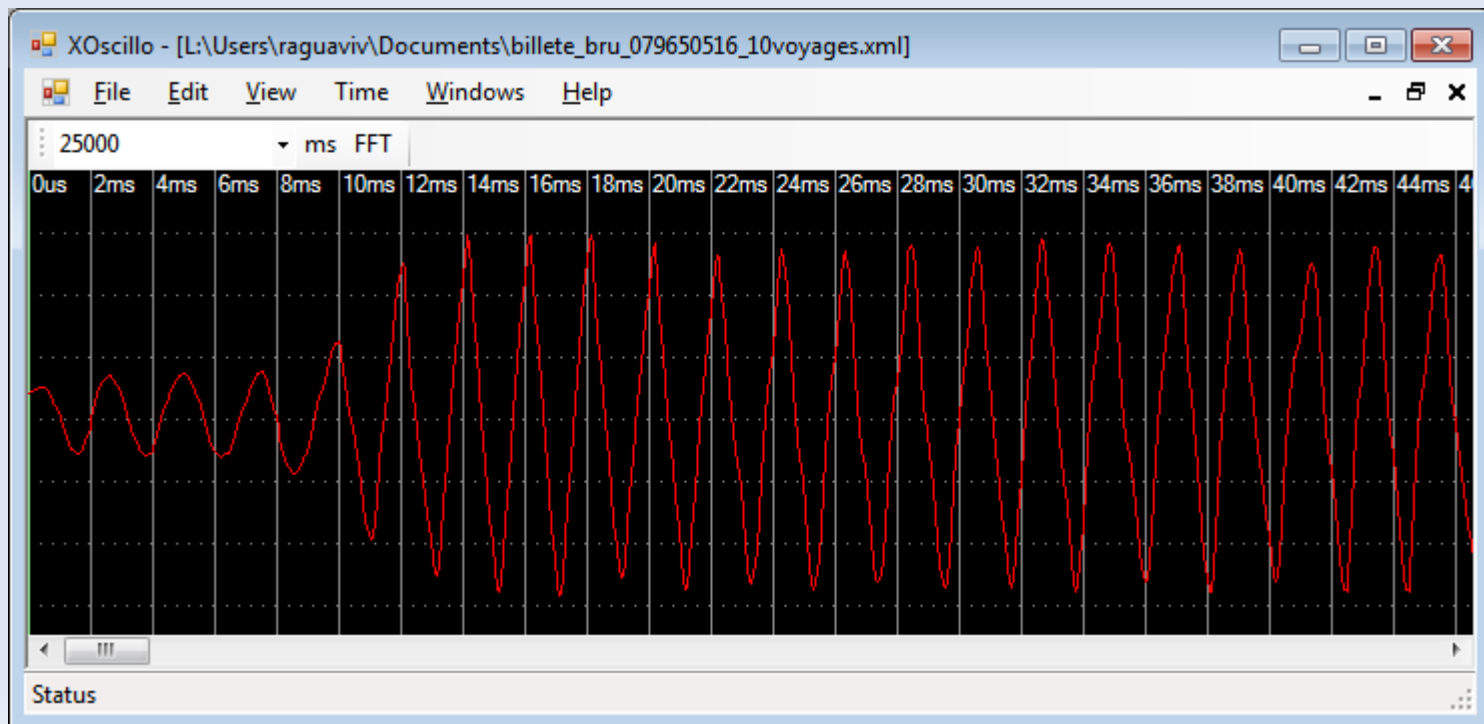 XOscillo - [L:\Users\raguaviv\Documents\billete_bru_079650516_10voyages.xml]
File Edit View Time Windows Help
25000 ms FFT
0us 2ms 4ms 6ms 8ms 10ms 12ms 14ms 16ms 18ms 20ms 22ms 24ms 26ms 28ms 30ms 32ms 34ms 36ms 38ms 40ms 42ms 44ms
Status